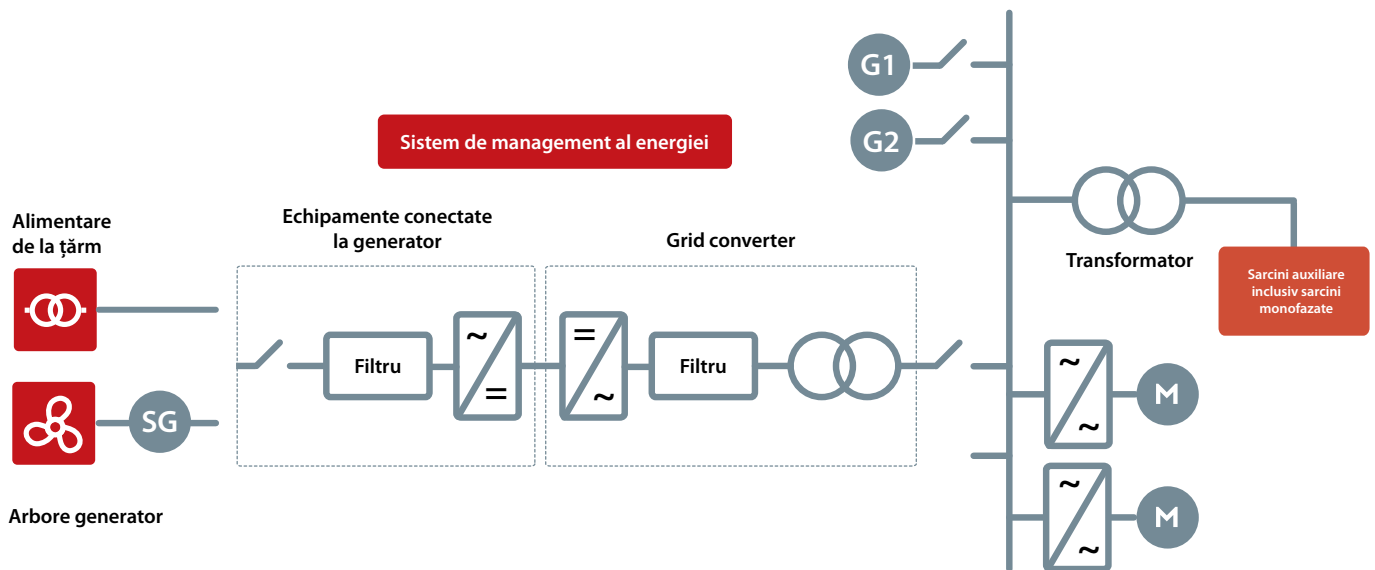 G1
G2
Sistem de management al energiei
Alimentare
de la țărm
Echipamente conectate
la generator
Grid converter
Transformator
Sarcini auxiliare
inclusiv sarcini
monofazate
~
=
=
~
Filtru
Filtru
~
~
M
SG
Arbore generator
~
~
M